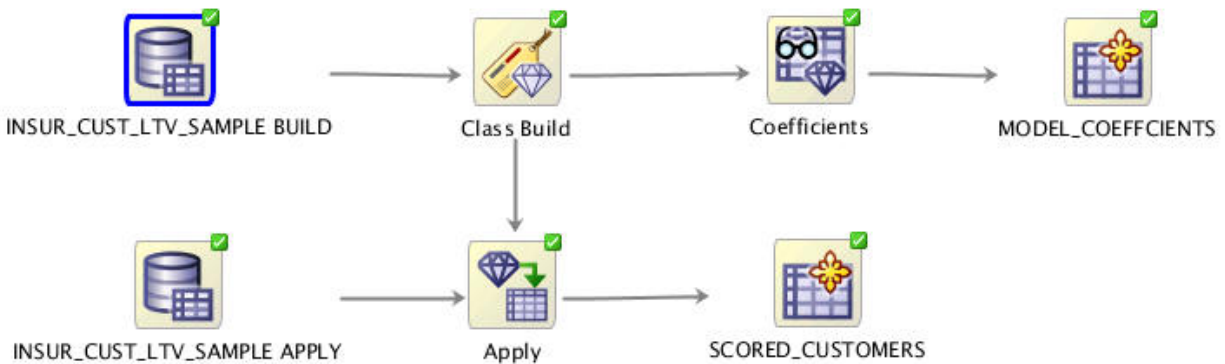 INSUR_CUST_LTV_SAMPLE BUILD
Class Build
Coefficients
MODEL_COEFFCIENTS
INSUR_CUST_LTV_SAMPLE APPLY
Apply
SCORED_CUSTOMERS